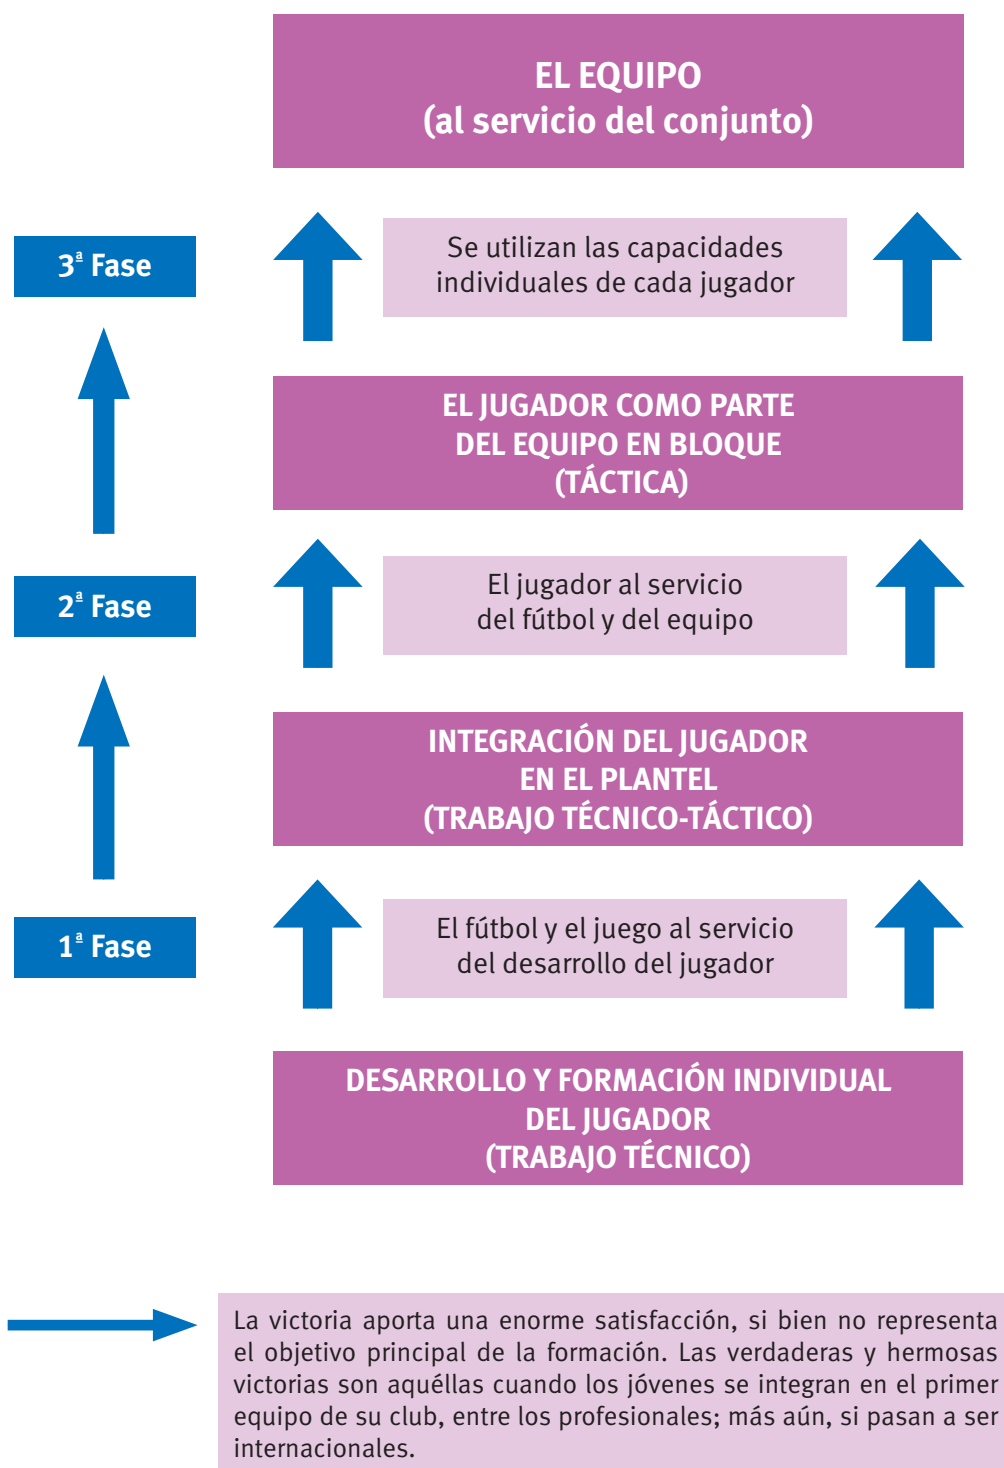 EL EQUIPO
(al servicio del conjunto)
3ª Fase
Se utilizan las capacidades
individuales de cada jugador
EL JUGADOR COMO PARTE
DEL EQUIPO EN BLOQUE
(TÁCTICA)
2ª Fase
El jugador al servicio
del fútbol y del equipo
INTEGRACIÓN DEL JUGADOR
EN EL PLANTEL
(TRABAJO TÉCNICO-TÁCTICO)
1ª Fase
El fútbol y el juego al servicio
del desarrollo del jugador
DESARROLLO Y FORMACIÓN INDIVIDUAL
DEL JUGADOR
(TRABAJO TÉCNICO)
La victoria aporta una enorme satisfacción, si bien no representa
el objetivo principal de la formación. Las verdaderas y hermosas
victorias son aquéllas cuando los jóvenes se integran en el primer
equipo de su club, entre los profesionales; más aún, si pasan a ser
internacionales.